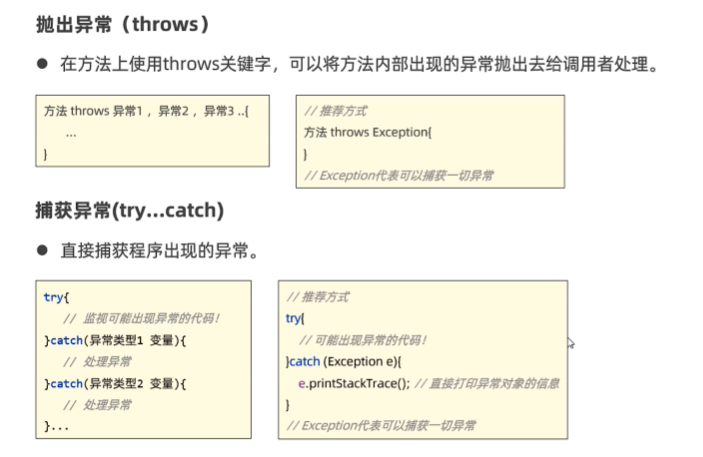 抛出异常（throws）
● 在方法上使用throws关键字，可以将方法内部出现的异常抛出去给调用者处理。
方法 throws 异常1 ，异常2 ，异常3 ..{
...
}
// 推荐方式
方法 throws Exception{
}
// Exception代表可以捕获一切异常
捕获异常(try...catch)
● 直接捕获程序出现的异常。
try{
// 监视可能出现异常的代码！
}catch(异常类型1 变量){
// 处理异常
}catch(异常类型2 变量){
// 处理异常
}...
// 推荐方式
try{
// 可能出现异常的代码！
}catch (Exception e){
e.printStackTrace(); // 直接打印异常对象的信息
}
// Exception代表可以捕获一切异常